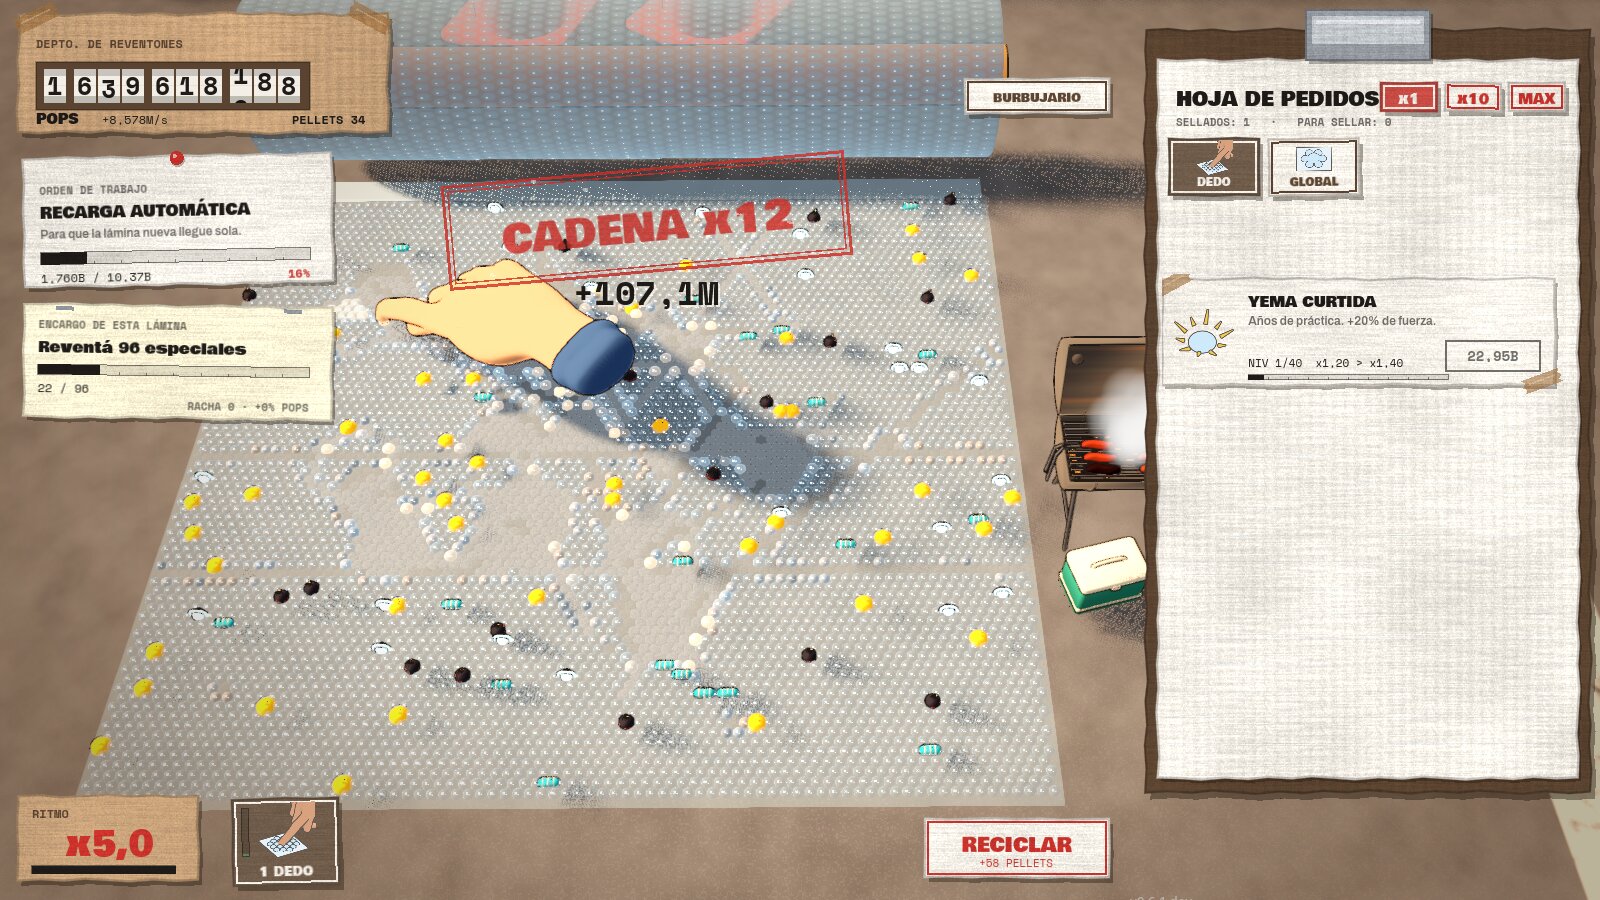 DEPTO. DE REVENTONES
1 639 618 188
POPS +8,578M/s PELLETS 34
ORDEN DE TRABAJO
RECARGA AUTOMÁTICA
Para que la lámina nueva llegue sola.
1,760B / 10,37B 16%
ENCARGO DE ESTA LÁMINA
Reventá 96 especiales
22 / 96
RACHA 0 · +0% POPS
CADENA x12
+107,1M
BURBUJARIO
HOJA DE PEDIDOS x1 x10 MAX
SELLADOS: 1 · PARA SELLAR: 0
DEDO GLOBAL
YEMA CURTIDA
Años de práctica. +20% de fuerza.
NIV 1/40 x1,20 > x1,40 22,95B
RITMO
x5,0
1 DEDO
RECICLAR
+58 PELLETS